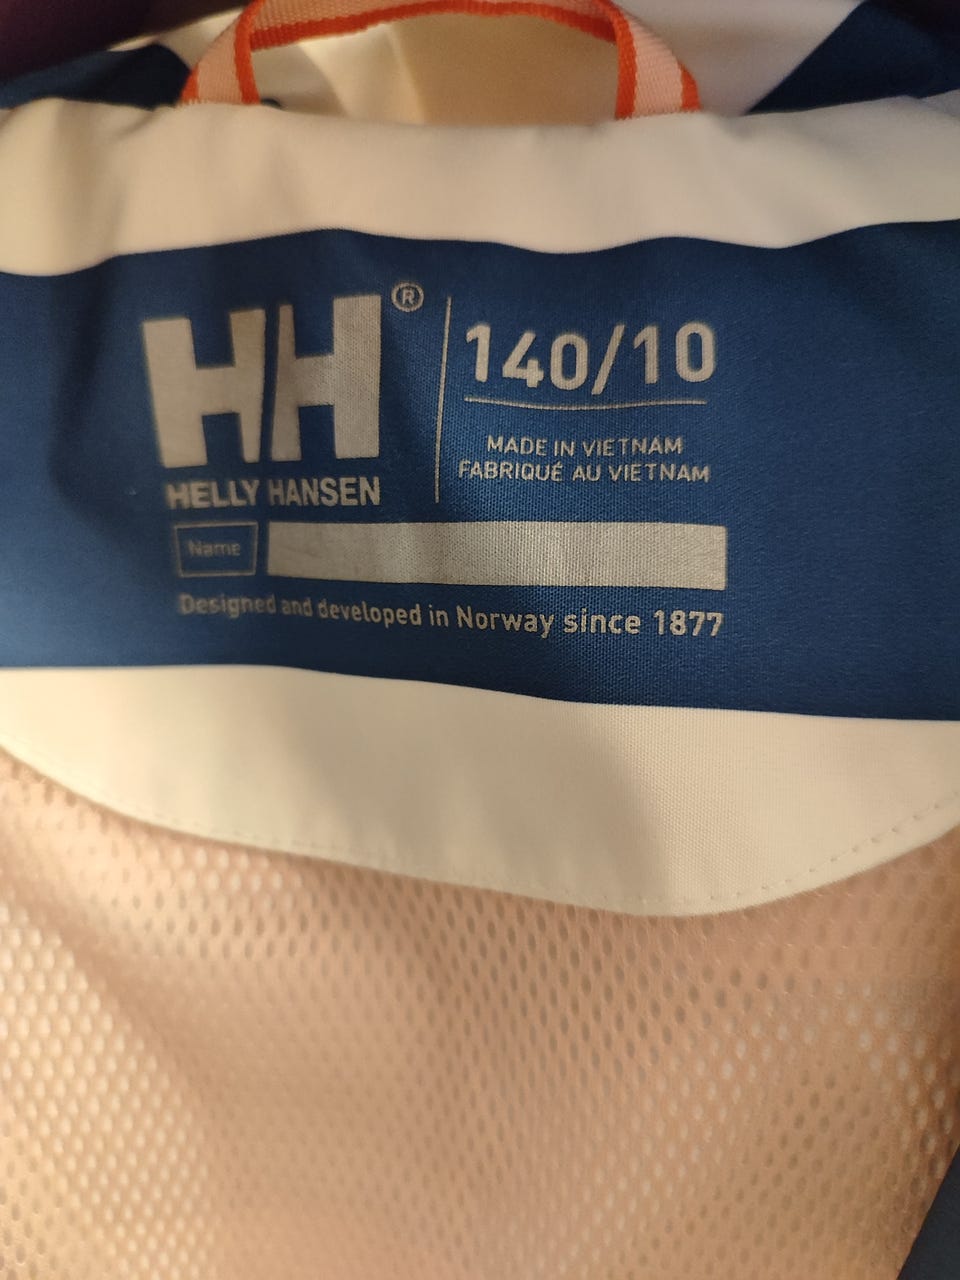 HH®
HELLY HANSEN
140/10
MADE IN VIETNAM
FABRIQUÉ AU VIETNAM
Name
Designed and developed in Norway since 1877